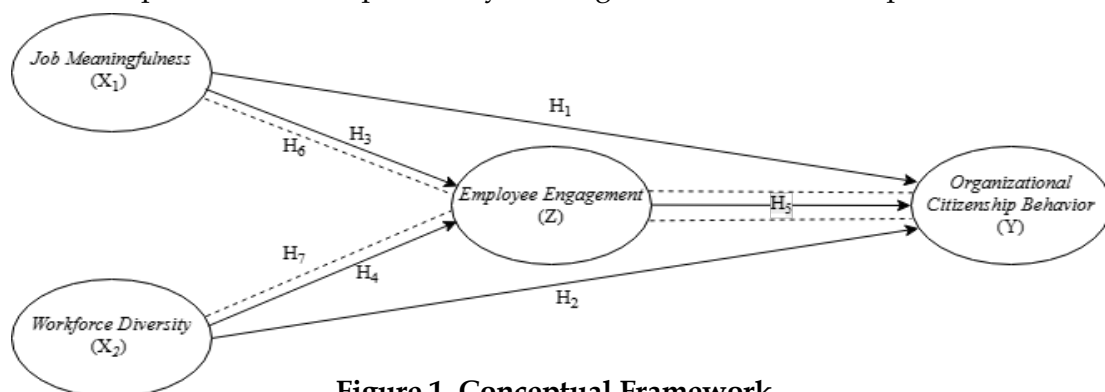 Job Meaningfulness
(X1)
H1
H3
H6
Employee Engagement
(Z)
H5
Organizational
Citizenship Behavior
(Y)
H7
H4
H2
Workforce Diversity
(X2)
Figure 1. Conceptual Framework